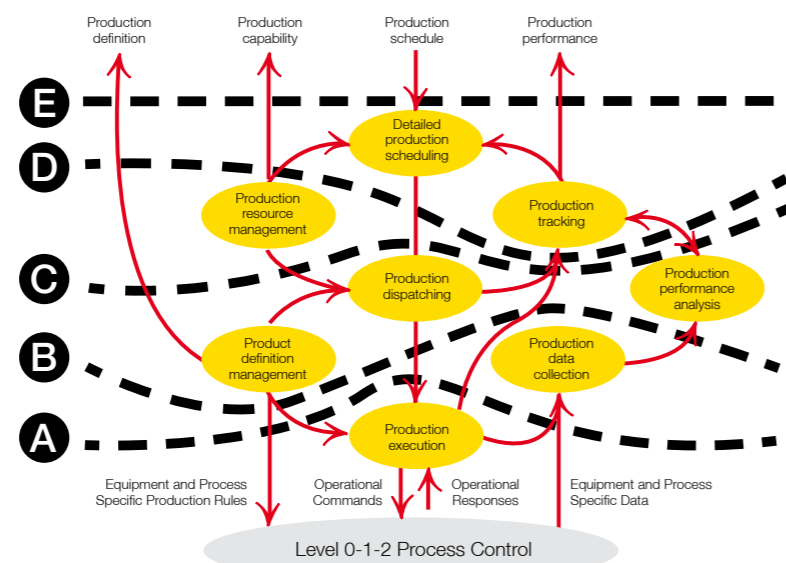 Production
definition
Production
capability
Production
schedule
Production
performance
E
Detailed
production
scheduling
D
Production
resource
management
Production
tracking
C
Production
dispatching
Production
performance
analysis
B
Product
definition
management
Production
data
collection
A
Production
execution
Equipment and Process
Specific Production Rules
Operational
Commands
Operational
Responses
Equipment and Process
Specific Data
Level 0-1-2 Process Control